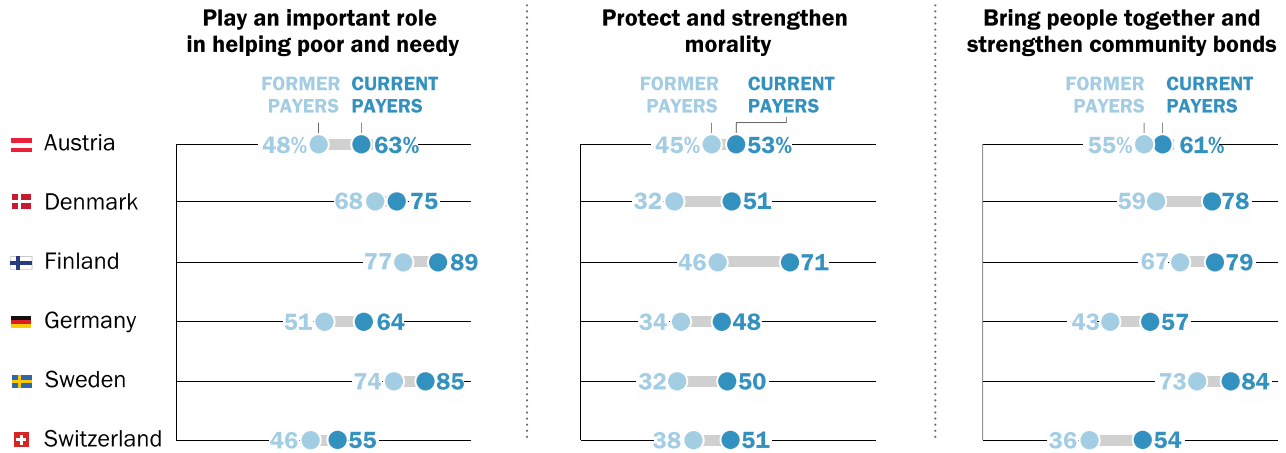 Play an important role
in helping poor and needy
Protect and strengthen
morality
Bring people together and
strengthen community bonds
FORMER CURRENT
PAYERS PAYERS
FORMER CURRENT
PAYERS PAYERS
FORMER CURRENT
PAYERS PAYERS
Austria 48% 63% 45% 53% 55% 61%
Denmark 68 75 32 51 59 78
Finland 77 89 46 71 67 79
Germany 51 64 34 48 43 57
Sweden 74 85 32 50 73 84
Switzerland 46 55 38 51 36 54